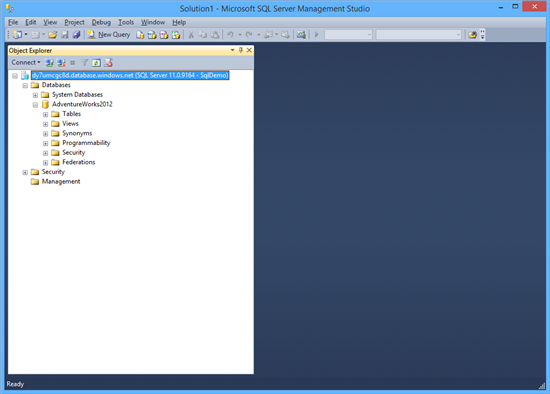 Solution1 - Microsoft SQL Server Management Studio
File Edit View Project Debug Tools Window Help
New Query
Object Explorer
Connect
dy7umcgc8d.database.windows.net (SQL Server 11.0.9164 - SqlDemo)
Databases
System Databases
AdventureWorks2012
Tables
Views
Synonyms
Programmability
Security
Federations
Security
Management
Ready